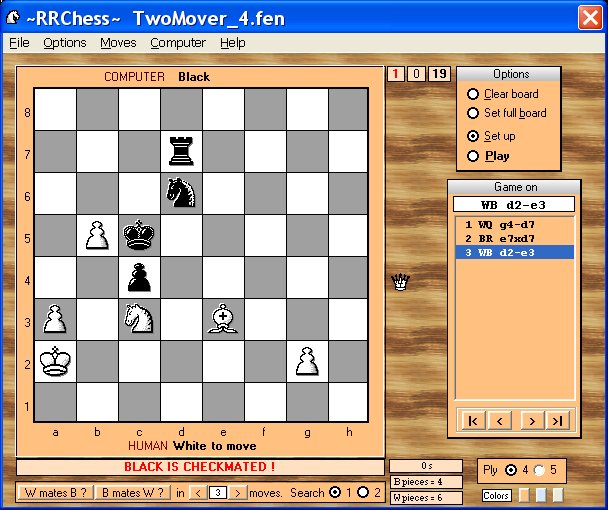 ~RRChess~ TwoMover_4.fen
File Options Moves Computer Help
COMPUTER Black
1 0 19
Options
Clear board
Set full board
Set up
Play
8
7
6
5
4
3
2
1
a b c d e f g h
HUMAN White to move
Game on
WB d2-e3
1 WQ g4-d7
2 BR e7xd7
3 WB d2-e3
|< < > >|
BLACK IS CHECKMATED !
0 s
B pieces = 4
W pieces = 6
Ply 4 5
Colors
W mates B ? B mates W ? in < 3 > moves. Search 1 2